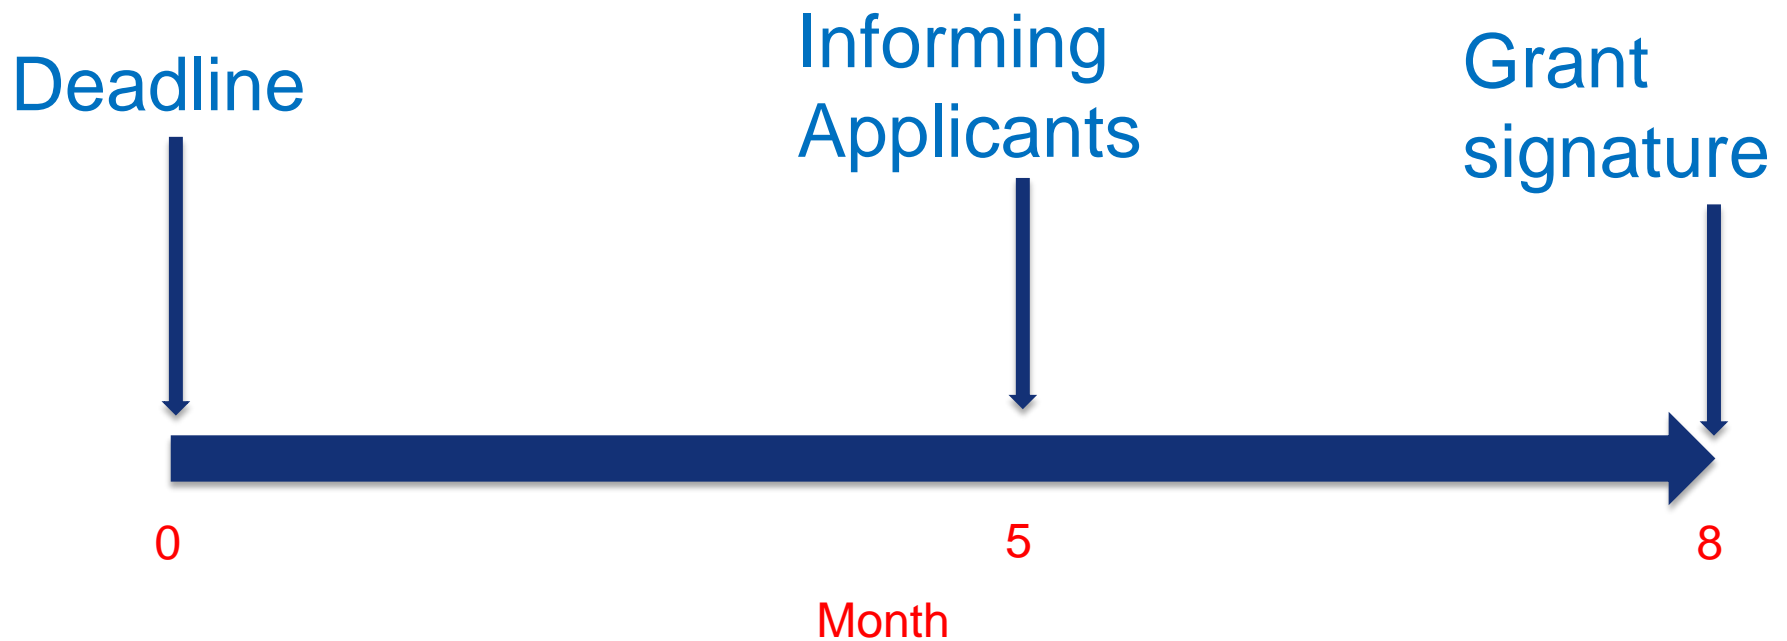 Deadline
Informing
Applicants
Grant
signature
0
5
8
Month